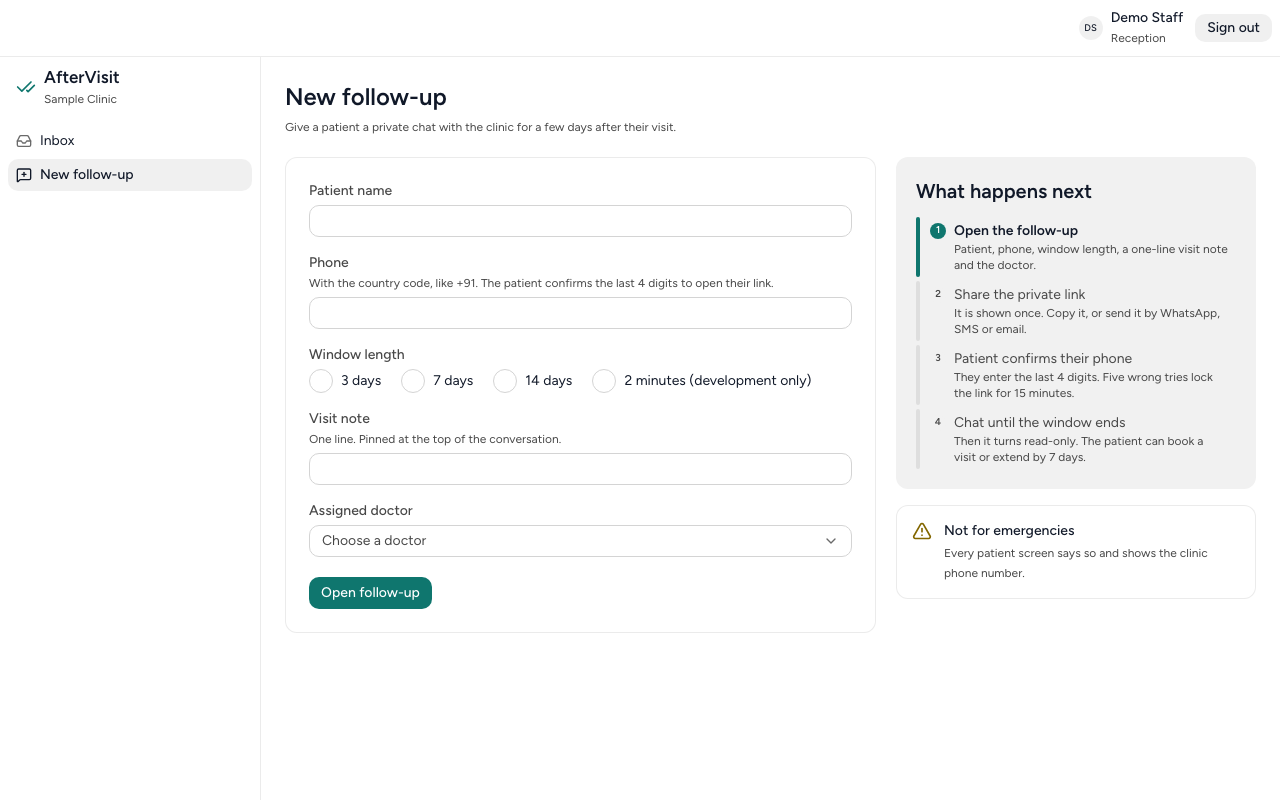 DS
Demo Staff
Reception
Sign out
AfterVisit
Sample Clinic
Inbox
New follow-up
New follow-up
Give a patient a private chat with the clinic for a few days after their visit.
Patient name
Phone
With the country code, like +91. The patient confirms the last 4 digits to open their link.
Window length
3 days
7 days
14 days
2 minutes (development only)
Visit note
One line. Pinned at the top of the conversation.
Assigned doctor
Choose a doctor
Open follow-up
What happens next
1
Open the follow-up
Patient, phone, window length, a one-line visit note
and the doctor.
2
Share the private link
It is shown once. Copy it, or send it by WhatsApp,
SMS or email.
3
Patient confirms their phone
They enter the last 4 digits. Five wrong tries lock
the link for 15 minutes.
4
Chat until the window ends
Then it turns read-only. The patient can book a
visit or extend by 7 days.
Not for emergencies
Every patient screen says so and shows the clinic
phone number.